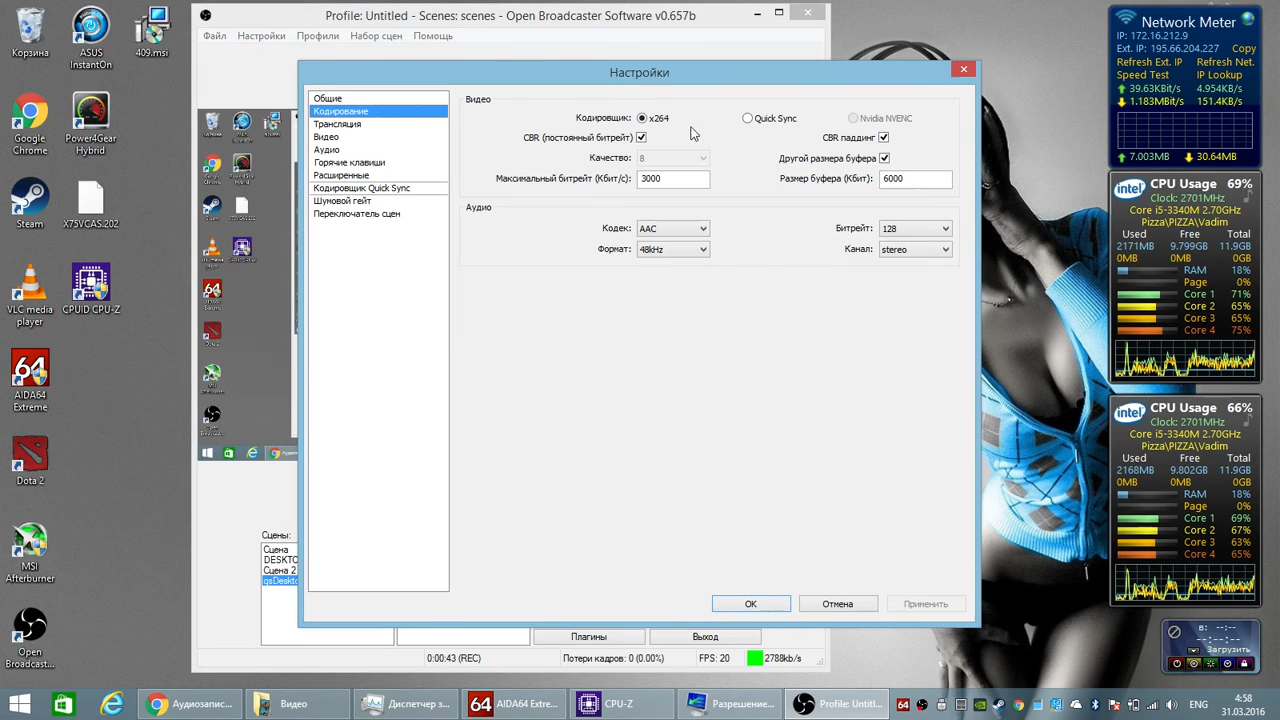 Profile: Untitled - Scenes: scenes - Open Broadcaster Software v0.657b
Файл Настройки Профили Набор сцен Помощь
Корзина
ASUS InstantOn
409.msi
Google Chrome
Power4Gear Hybrid
Steam
X75VCAS.202
VLC media player
CPUID CPU-Z
AIDA64 Extreme
Dota 2
MSI Afterburner
Open Broadcast...
Настройки
Общие
Кодирование
Трансляция
Видео
Аудио
Горячие клавиши
Расширенные
Кодировщик Quick Sync
Шумовой гейт
Переключатель сцен
Видео
Кодировщик: x264 Quick Sync Nvidia NVENC
CBR (постоянный битрейт) CBR паддинг
Качество: 8 Другой размера буфера
Максимальный битрейт (Кбит/с): 3000 Размер буфера (Кбит): 6000
Аудио
Кодек: AAC Битрейт: 128
Формат: 48kHz Канал: stereo
OK Отмена Применить
Сцены:
Сцена
DESKTO
Сцена 2
gsDeskto
Плагины Выход
0:00:43 (REC) Потери кадров: 0 (0.00%) FPS: 20 2788kb/s
Network Meter
IP: 172.16.212.9
Ext. IP: 195.66.204.227 Copy
Refresh Ext. IP Refresh Net.
Speed Test IP Lookup
39.63KBit/s 4.954KB/s
1.183MBit/s 151.4KB/s
7.003MB 30.64MB
intel CPU Usage 69%
Clock: 2701MHz
Core i5-3340M 2.70GHz
Pizza\PIZZA\Vadim
Used Free Total
2171MB 9.799GB 11.9GB
0MB 0MB 0GB
RAM 18%
Page 0%
Core 1 71%
Core 2 65%
Core 3 65%
Core 4 75%
intel CPU Usage 66%
Clock: 2701MHz
Core i5-3340M 2.70GHz
Pizza\PIZZA\Vadim
Used Free Total
2168MB 9.802GB 11.9GB
0MB 0MB 0GB
RAM 18%
Page 0%
Core 1 69%
Core 2 67%
Core 3 63%
Core 4 65%
B: --:--
--:--:--
Загрузить
Аудиозапис...
Видео
Диспетчер з...
64 AIDA64 Extre...
CPU-Z
Разрешение...
Profile: Untitl...
4:58
31.03.2016